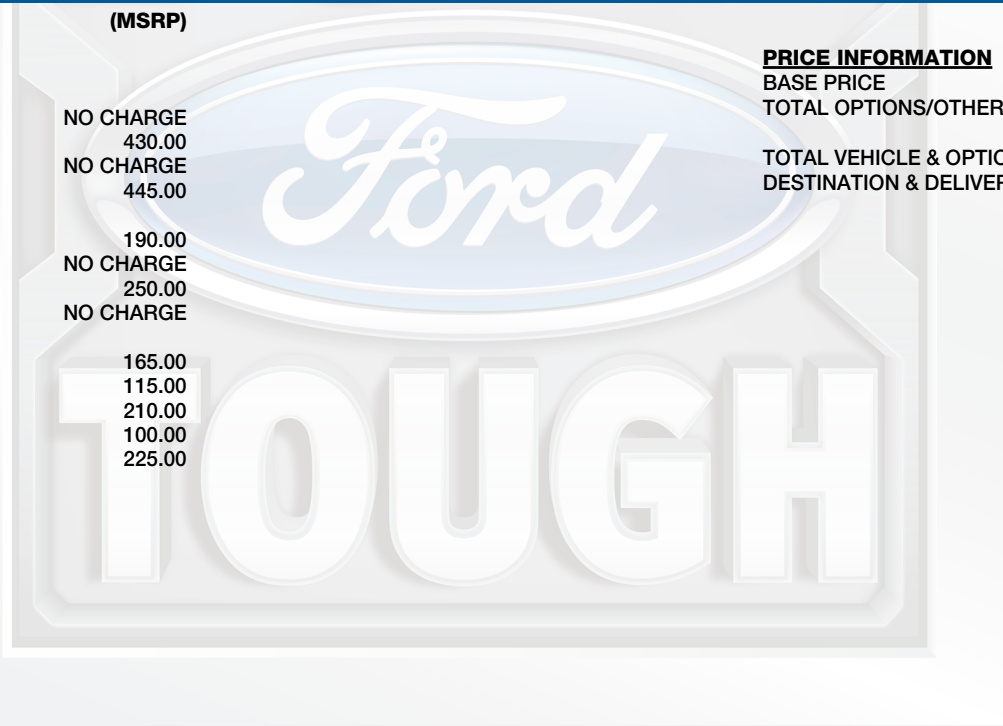 (MSRP)
NO CHARGE
430.00
NO CHARGE
445.00
190.00
NO CHARGE
250.00
NO CHARGE
165.00
115.00
210.00
100.00
225.00
PRICE INFORMATION
BASE PRICE
TOTAL OPTIONS/OTHER
TOTAL VEHICLE & OPTIO
DESTINATION & DELIVER
Ford
TOUGH